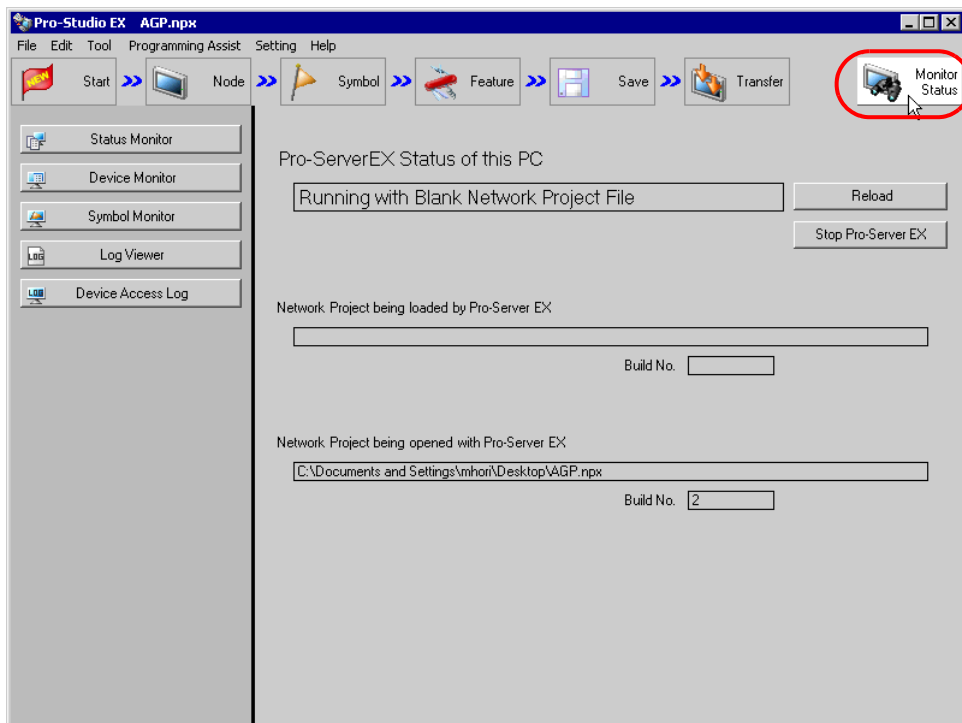 Pro-Studio EX AGP.npx
File Edit Tool Programming Assist Setting Help
NEW Start Node Symbol Feature Save Transfer Monitor Status
Status Monitor
Device Monitor
Symbol Monitor
LOG Log Viewer
LOG Device Access Log
Pro-ServerEX Status of this PC
Running with Blank Network Project File
Reload
Stop Pro-Server EX
Network Project being loaded by Pro-Server EX
Build No.
Network Project being opened with Pro-Server EX
C:\Documents and Settings\mhori\Desktop\AGP.npx
Build No. 2